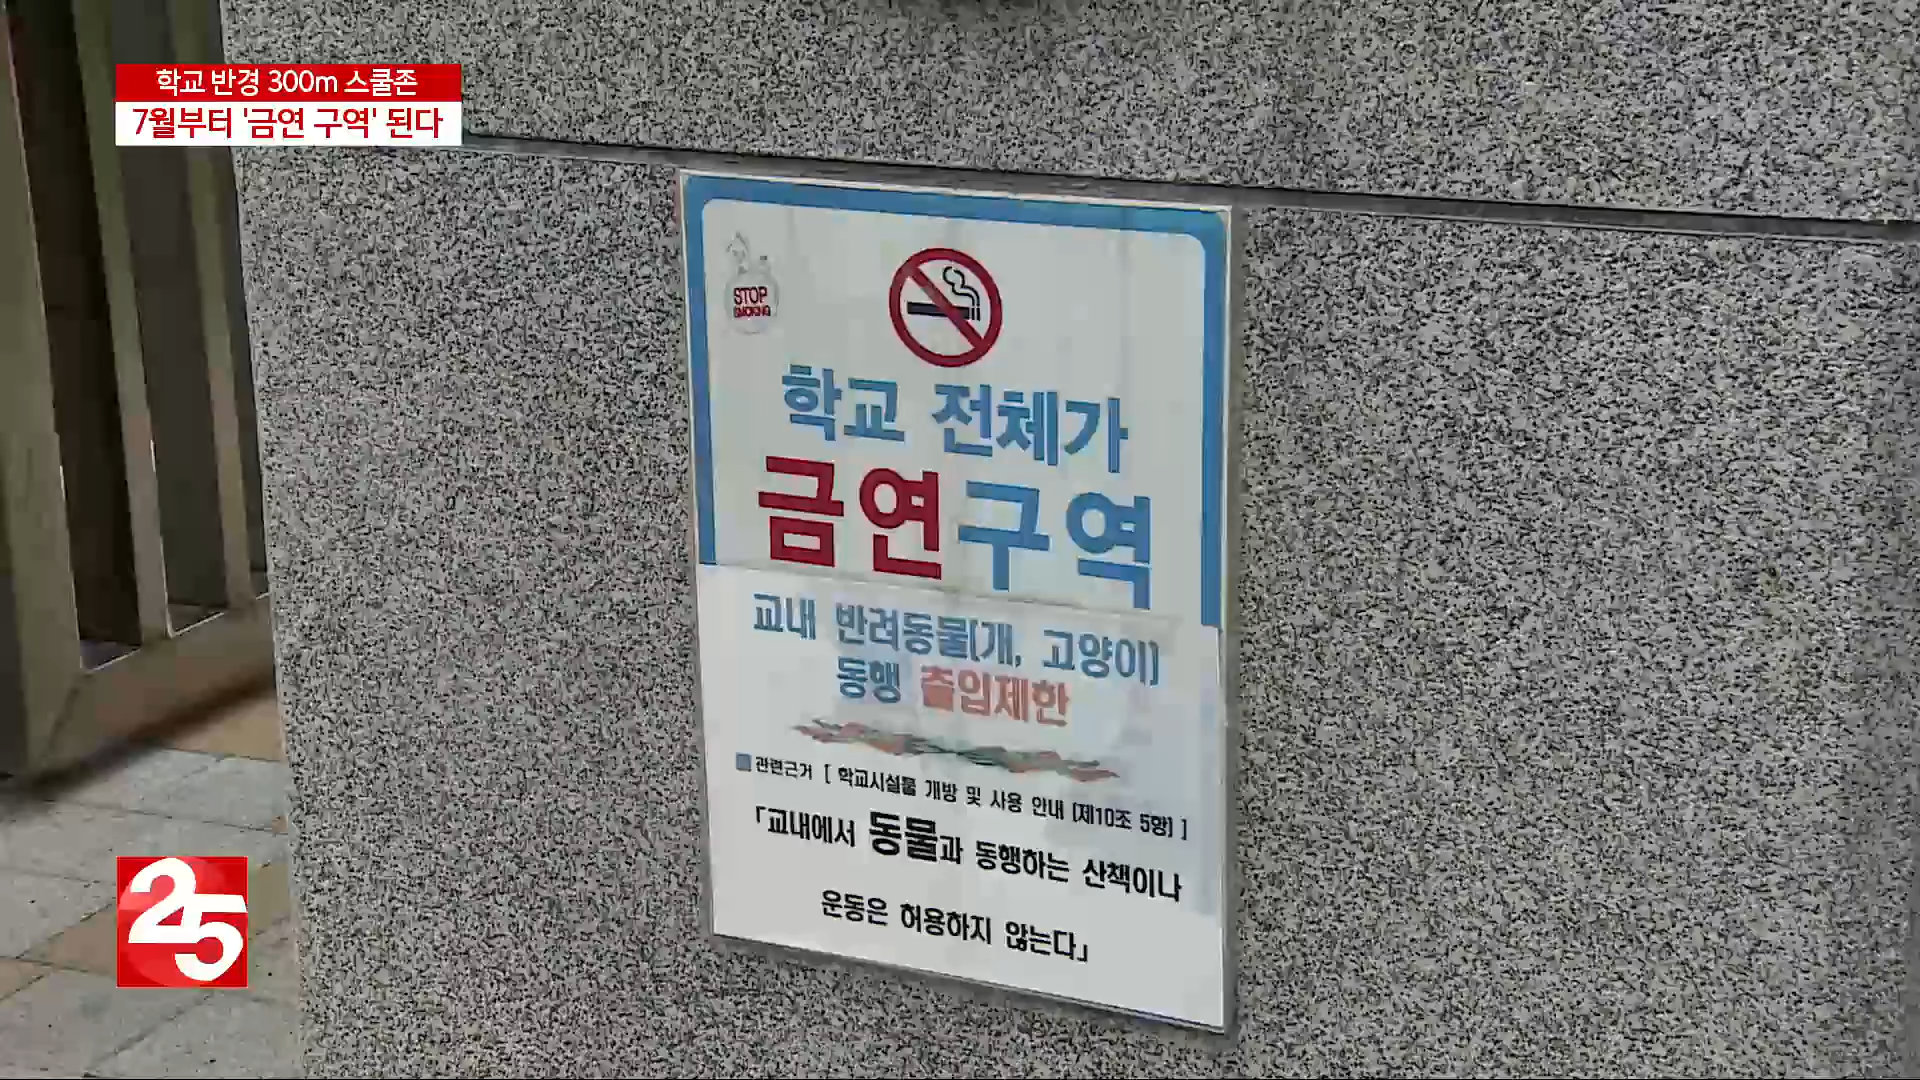 학교 반경 300m 스쿨존
7월부터 '금연 구역' 된다
STOP
SMOKING
학교 전체가
금연구역
교내 반려동물(개, 고양이)
동행 출입제한
관련근거 [ 학교시설물 개방 및 사용 안내 (제10조 5항) ]
「교내에서 동물과 동행하는 산책이나
운동은 허용하지 않는다」
25